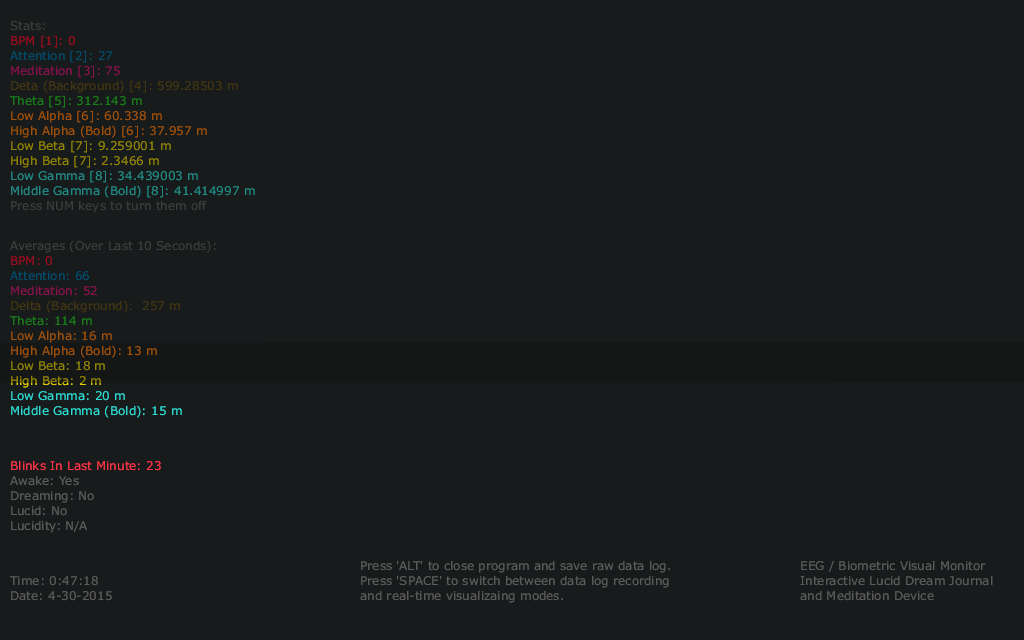 Stats:
BPM [1]: 0
Attention [2]: 27
Meditation [3]: 75
Deta (Background) [4]: 599.28503 m
Theta [5]: 312.143 m
Low Alpha [6]: 60.338 m
High Alpha (Bold) [6]: 37.957 m
Low Beta [7]: 9.259001 m
High Beta [7]: 2.3466 m
Low Gamma [8]: 34.439003 m
Middle Gamma (Bold) [8]: 41.414997 m
Press NUM keys to turn them off
Averages (Over Last 10 Seconds):
BPM: 0
Attention: 66
Meditation: 52
Delta (Background):  257 m
Theta: 114 m
Low Alpha: 16 m
High Alpha (Bold): 13 m
Low Beta: 18 m
High Beta: 2 m
Low Gamma: 20 m
Middle Gamma (Bold): 15 m
Blinks In Last Minute: 23
Awake: Yes
Dreaming: No
Lucid: No
Lucidity: N/A
Time: 0:47:18
Date: 4-30-2015
Press 'ALT' to close program and save raw data log.
Press 'SPACE' to switch between data log recording
and real-time visualizaing modes.
EEG / Biometric Visual Monitor
Interactive Lucid Dream Journal
and Meditation Device